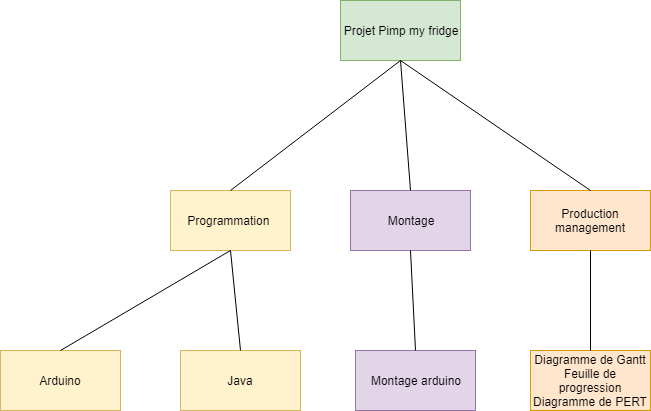 Projet Pimp my fridge
Programmation
Montage
Production
management
Arduino
Java
Montage arduino
Diagramme de Gantt
Feuille de
progression
Diagramme de PERT